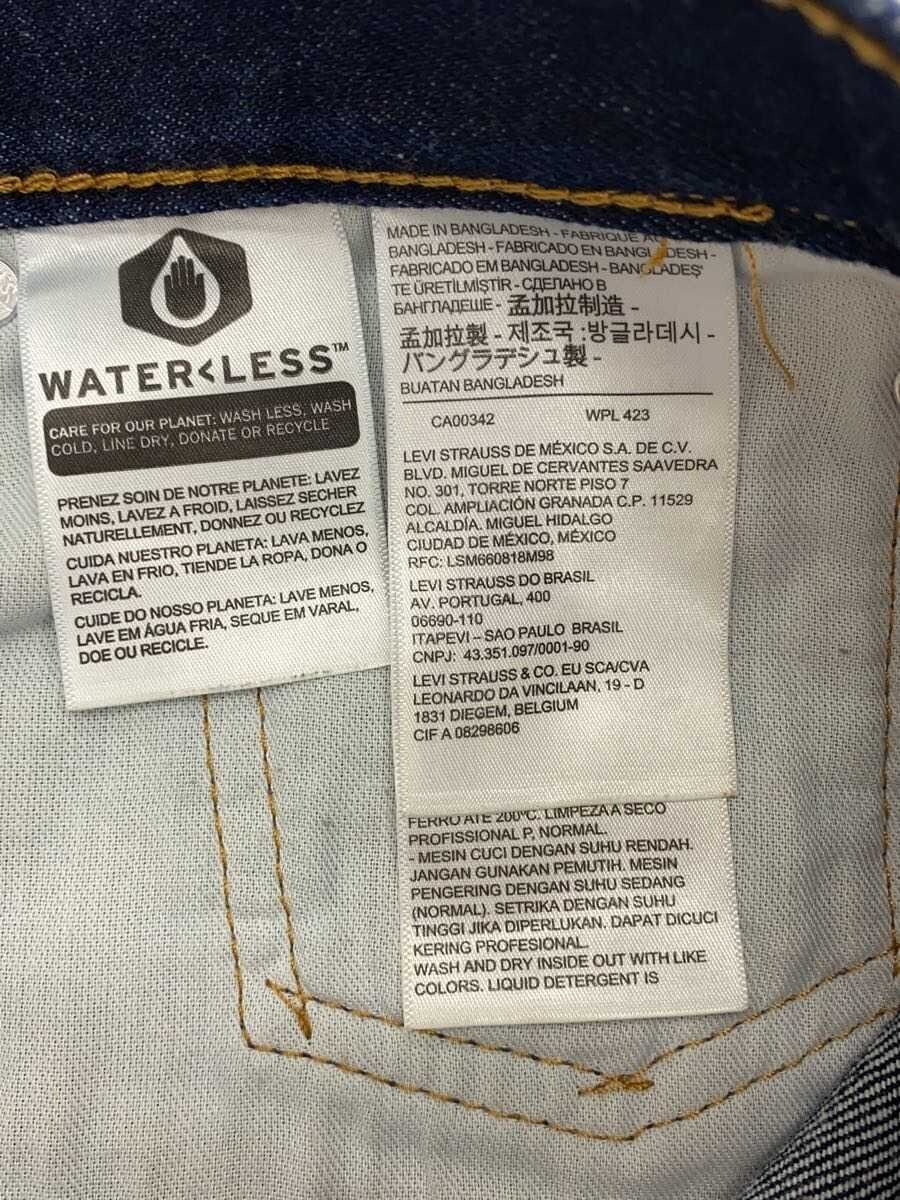 WATER<LESS™
CARE FOR OUR PLANET: WASH LESS, WASH
COLD, LINE DRY, DONATE OR RECYCLE
PRENEZ SOIN DE NOTRE PLANETE: LAVEZ
MOINS, LAVEZ A FROID, LAISSEZ SECHER
NATURELLEMENT, DONNEZ OU RECYCLEZ
CUIDA NUESTRO PLANETA: LAVA MENOS,
LAVA EN FRIO, TIENDE LA ROPA, DONA O
RECICLA.
CUIDE DO NOSSO PLANETA: LAVE MENOS,
LAVE EM ÁGUA FRIA, SEQUE EM VARAL,
DOE OU RECICLE.
MADE IN BANGLADESH - FABRIQUE AU
BANGLADESH - FABRICADO EN BANGLADESH -
FABRICADO EM BANGLADESH - BANGLADEŞ'
TE ÜRETİLMİŞTİR - СДЕЛАНО В
БАНГЛАДЕШЕ - 孟加拉制造 -
孟加拉製 - 제조국 :방글라데시 -
バングラデシュ製 -
BUATAN BANGLADESH
CA00342 WPL 423
LEVI STRAUSS DE MÉXICO S.A. DE C.V.
BLVD. MIGUEL DE CERVANTES SAAVEDRA
NO. 301, TORRE NORTE PISO 7
COL. AMPLIACIÓN GRANADA C.P. 11529
ALCALDÍA. MIGUEL HIDALGO
CIUDAD DE MÉXICO, MÉXICO
RFC: LSM660818M98
LEVI STRAUSS DO BRASIL
AV. PORTUGAL, 400
06690-110
ITAPEVI – SAO PAULO BRASIL
CNPJ: 43.351.097/0001-90
LEVI STRAUSS & CO. EU SCA/CVA
LEONARDO DA VINCILAAN, 19 - D
1831 DIEGEM, BELGIUM
CIF A 08298606
FERRO ATÉ 200°C. LIMPEZA A SECO
PROFISSIONAL P, NORMAL.
- MESIN CUCI DENGAN SUHU RENDAH.
JANGAN GUNAKAN PEMUTIH. MESIN
PENGERING DENGAN SUHU SEDANG
(NORMAL). SETRIKA DENGAN SUHU
TINGGI JIKA DIPERLUKAN. DAPAT DICUCI
KERING PROFESIONAL.
WASH AND DRY INSIDE OUT WITH LIKE
COLORS. LIQUID DETERGENT IS